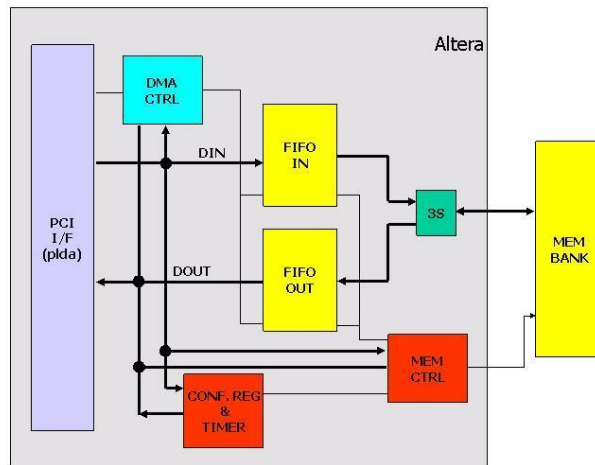 Altera
DMA
CTRL
DIN
FIFO
IN
3S
PCI
I/F
(plda)
MEM
BANK
DOUT
FIFO
OUT
MEM
CTRL
CONF. REG
&
TIMER